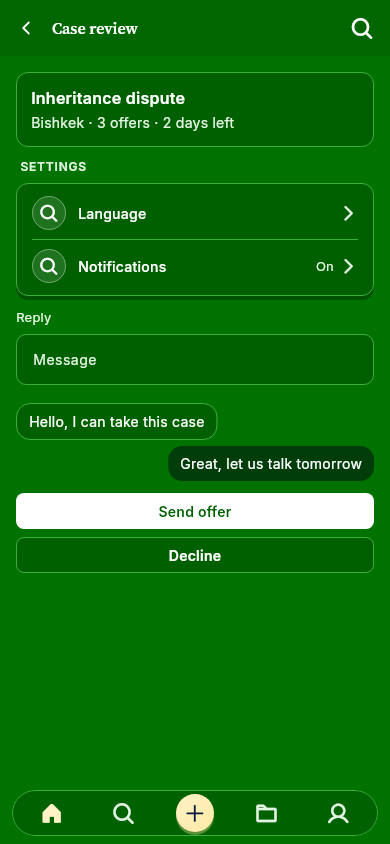 Case review
Inheritance dispute
Bishkek · 3 offers · 2 days left
SETTINGS
Language
Notifications On
Reply
Message
Hello, I can take this case
Great, let us talk tomorrow
Send offer
Decline